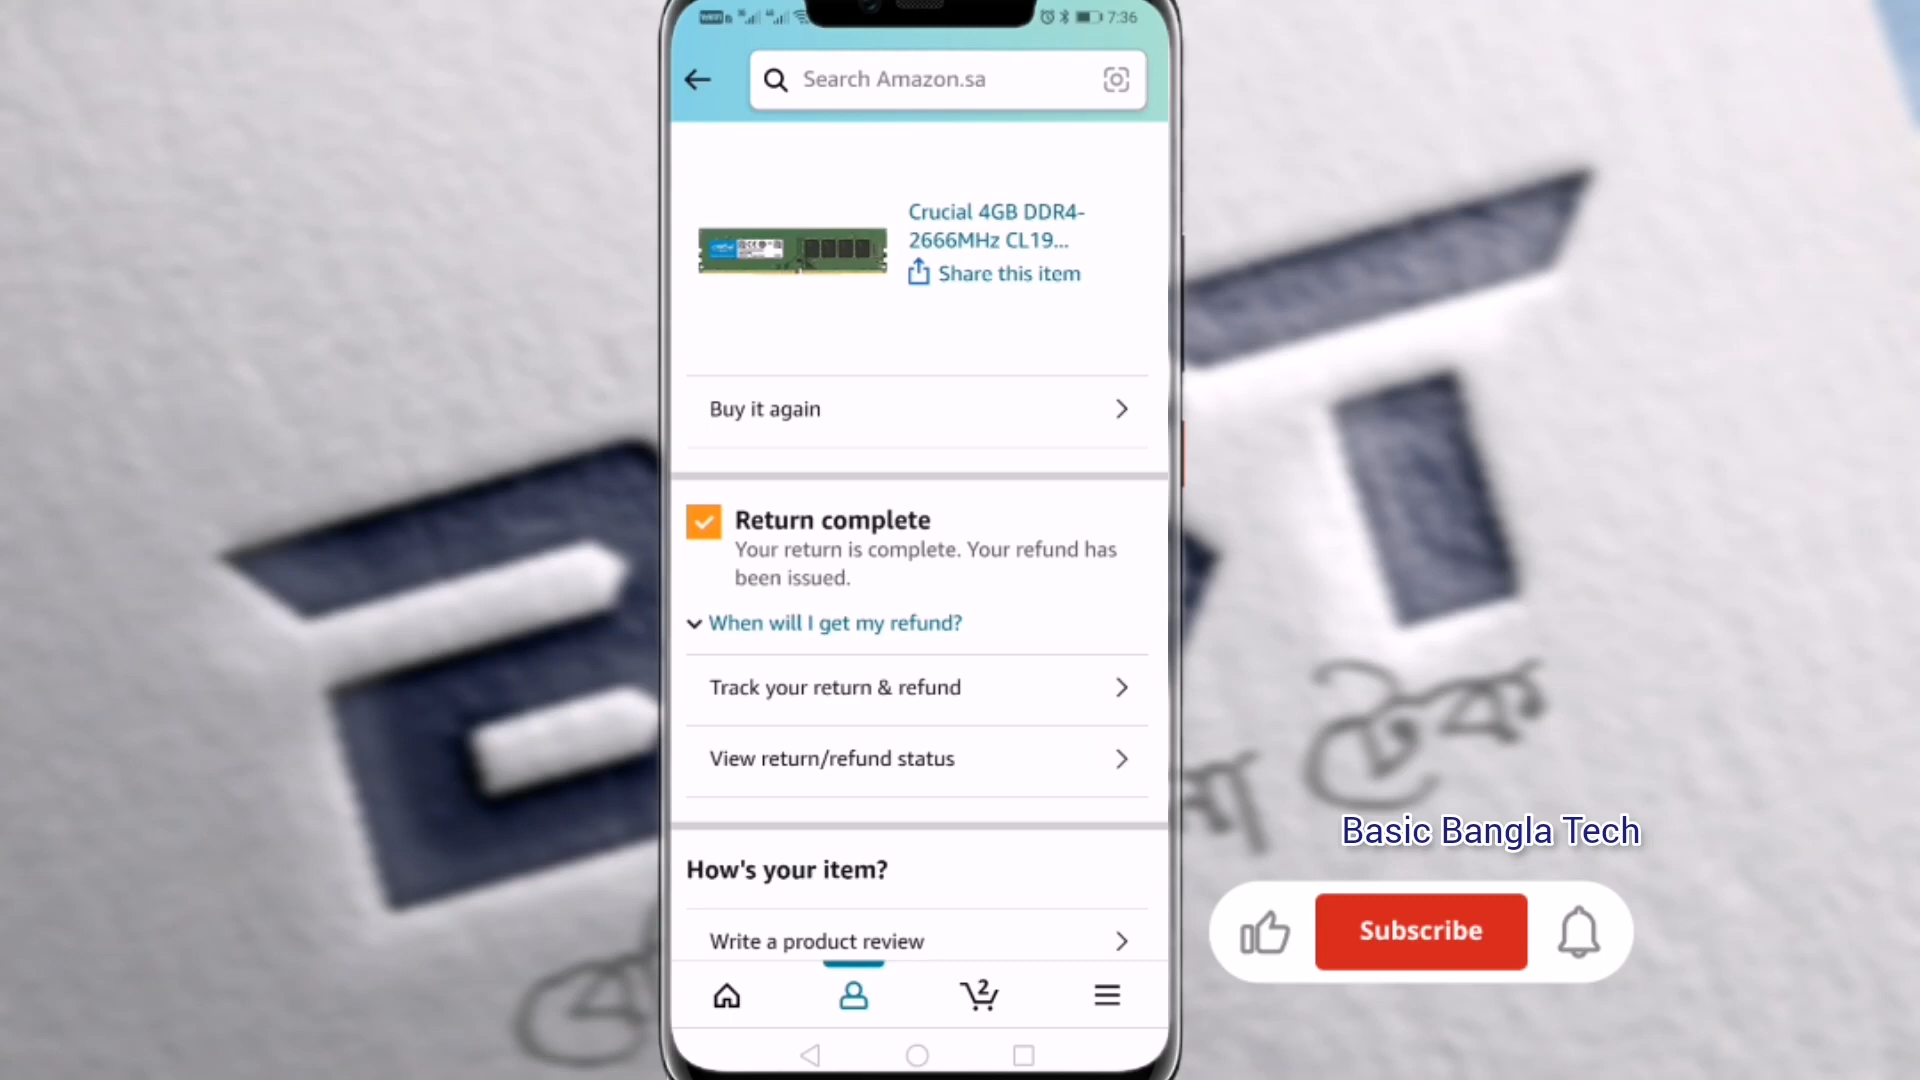 7:36
Search Amazon.sa
Crucial 4GB DDR4-
2666MHz CL19...
Share this item
Buy it again
Return complete
Your return is complete. Your refund has
been issued.
When will I get my refund?
Track your return & refund
View return/refund status
How's your item?
Write a product review
2
টেক
Basic Bangla Tech
Subscribe